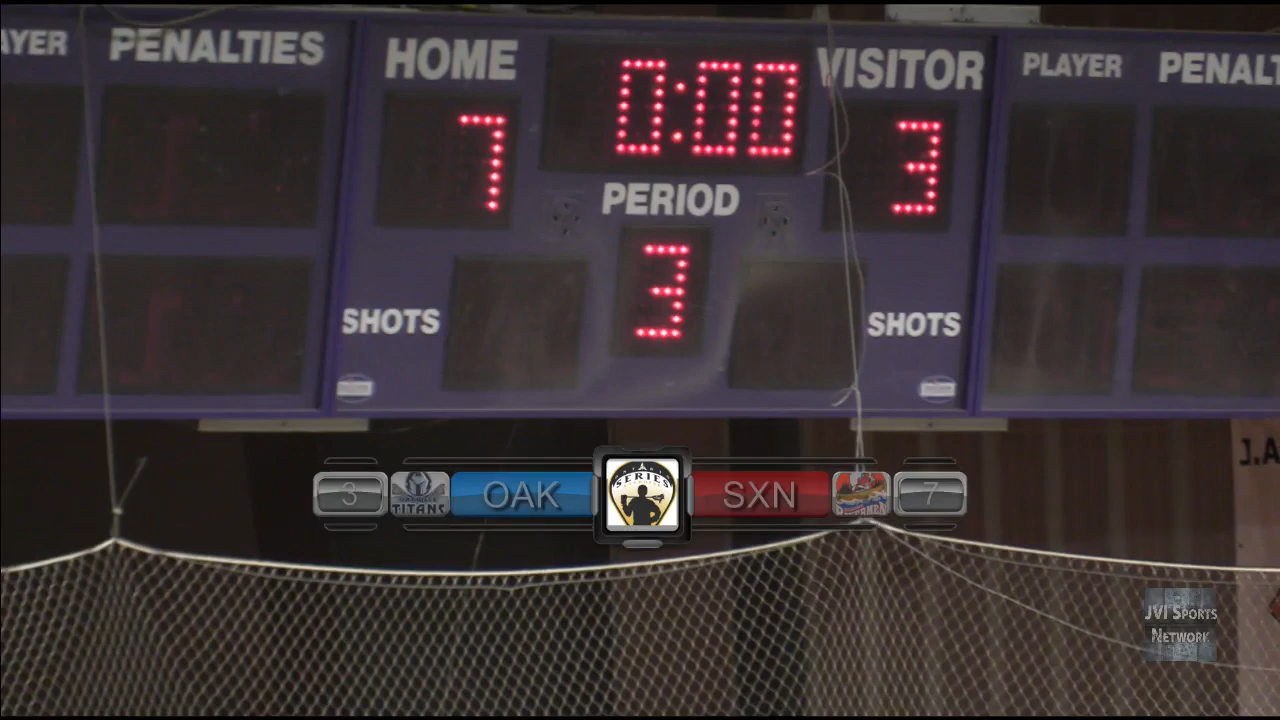 AYER PENALTIES HOME 0:00 VISITOR PLAYER PENALT
7 3
PERIOD
3
SHOTS SHOTS
J.A
3 TITANS OAK SERIES SXN 7
JVI SPORTS
NETWORK